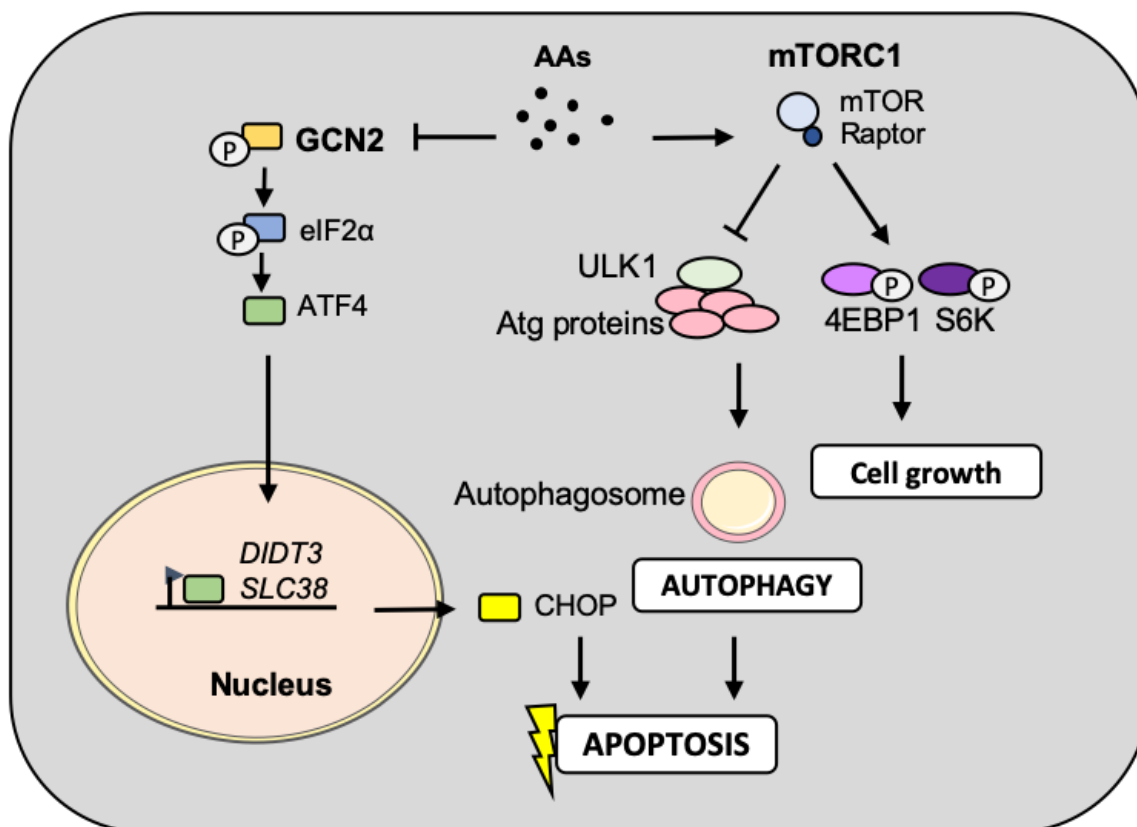 AAs
mTORC1
mTOR
Raptor
P
GCN2
P
eIF2α
ATF4
ULK1
Atg proteins
P
P
4EBP1
S6K
Cell growth
Autophagosome
AUTOPHAGY
DIDT3
SLC38
CHOP
Nucleus
APOPTOSIS